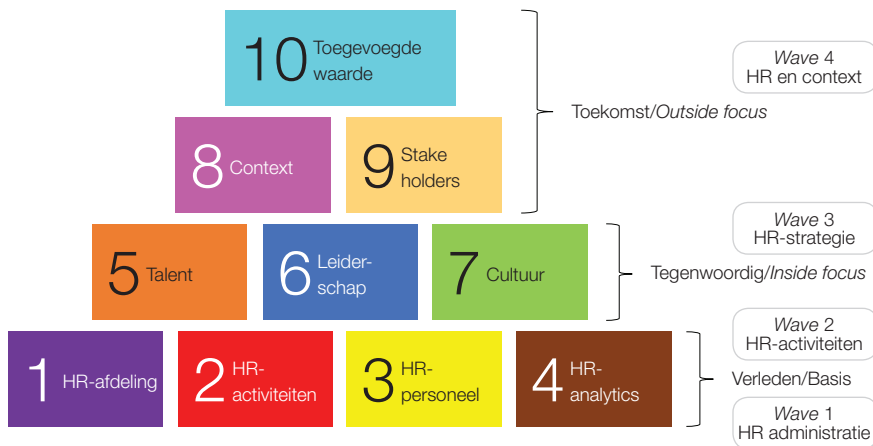 10 Toegevoegde
waarde
Wave 4
HR en context
Toekomst/Outside focus
8 Context
9 Stake
holders
Wave 3
HR-strategie
5 Talent
6 Leider-
schap
7 Cultuur
Tegenwoordig/Inside focus
Wave 2
HR-activiteiten
1 HR-afdeling
2 HR-
activiteiten
3 HR-
personeel
4 HR-
analytics
Verleden/Basis
Wave 1
HR administratie